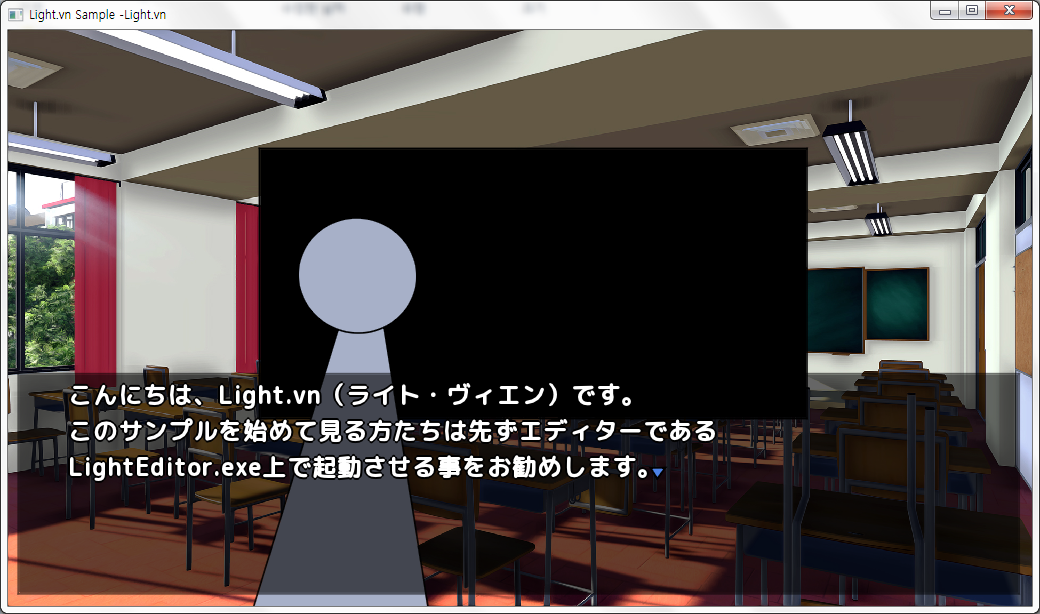 Light.vn Sample -Light.vn
こんにちは、Light.vn（ライト・ヴィエン）です。
このサンプルを始めて見る方たちは先ずエディターである
LightEditor.exe上で起動させる事をお勧めします。